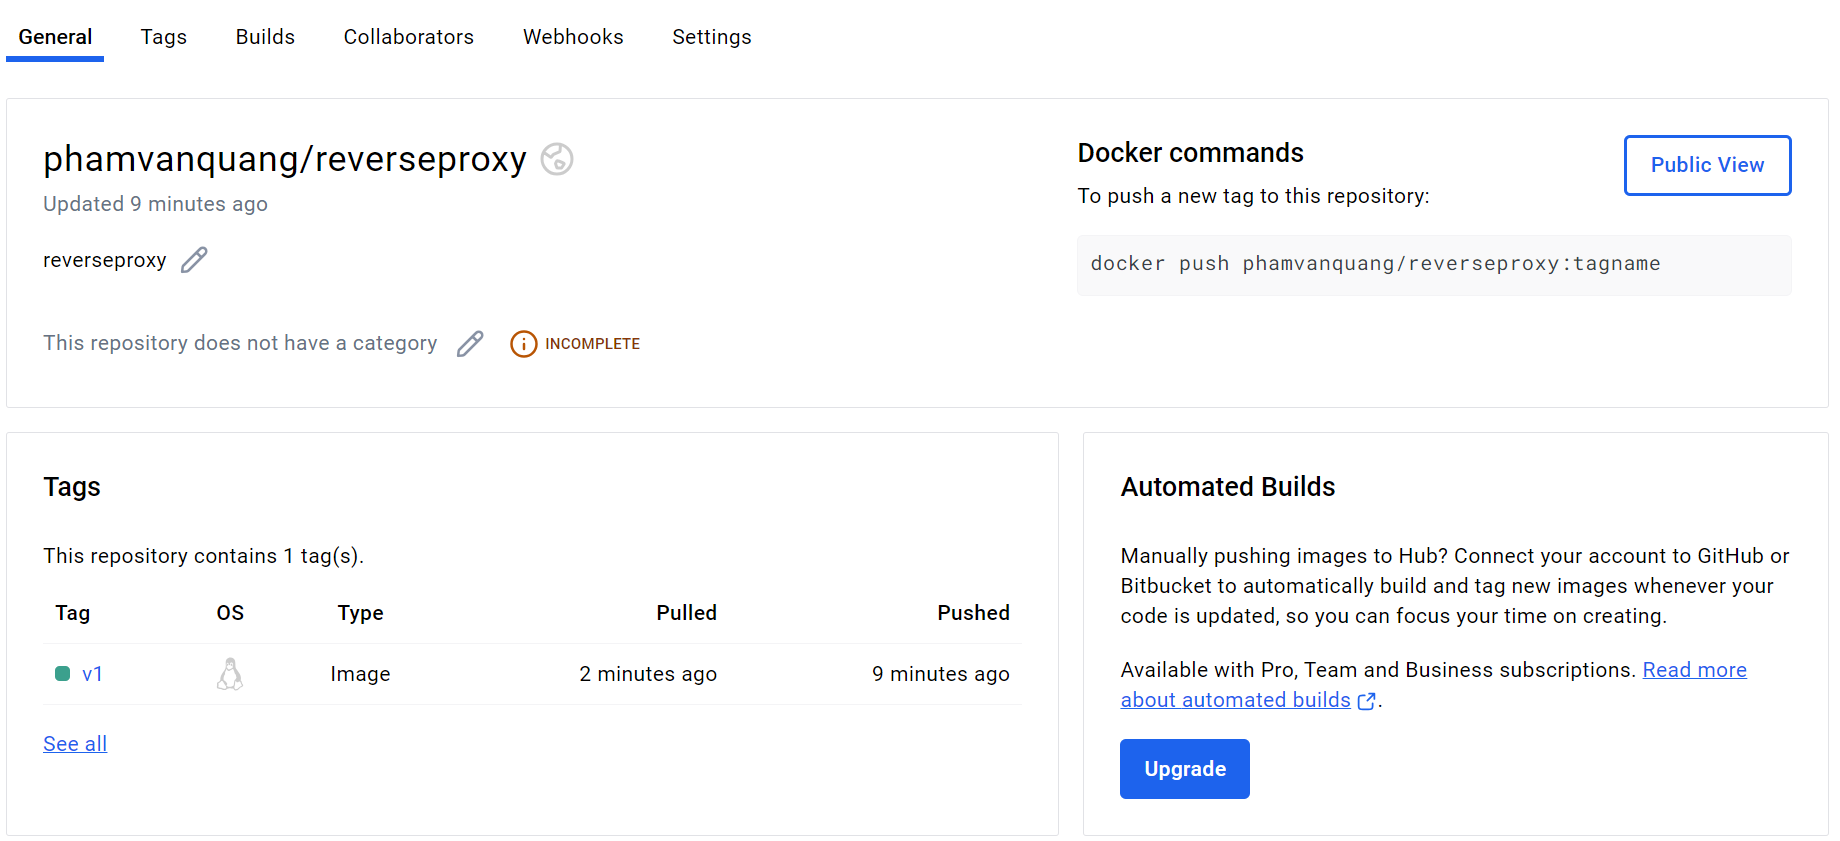 General Tags Builds Collaborators Webhooks Settings
phamvanquang/reverseproxy
Updated 9 minutes ago
reverseproxy
This repository does not have a category INCOMPLETE
Docker commands
Public View
To push a new tag to this repository:
docker push phamvanquang/reverseproxy:tagname
Tags
This repository contains 1 tag(s).
Tag OS Type Pulled Pushed
v1 Image 2 minutes ago 9 minutes ago
See all
Automated Builds
Manually pushing images to Hub? Connect your account to GitHub or
Bitbucket to automatically build and tag new images whenever your
code is updated, so you can focus your time on creating.
Available with Pro, Team and Business subscriptions. Read more
about automated builds .
Upgrade